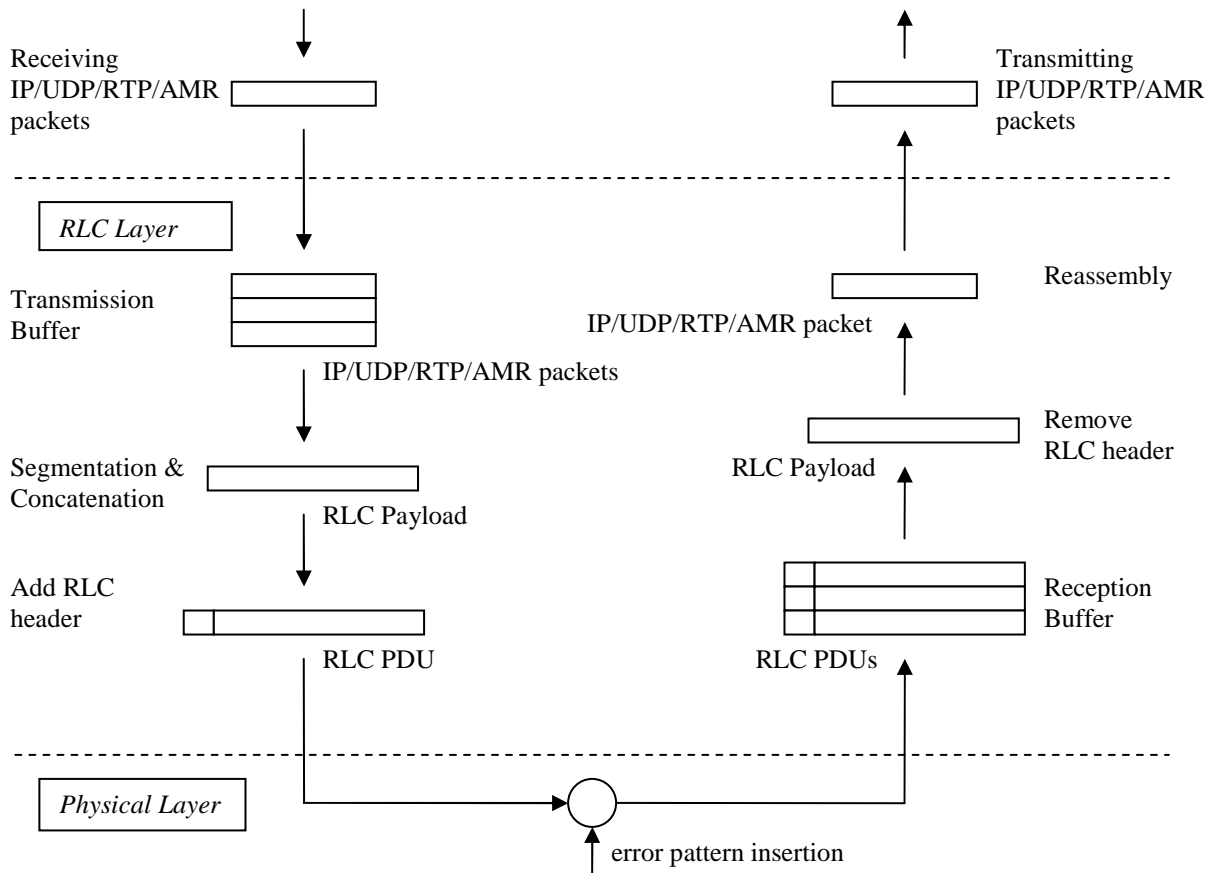 Receiving
IP/UDP/RTP/AMR
packets
Transmitting
IP/UDP/RTP/AMR
packets
RLC Layer
Transmission
Buffer
IP/UDP/RTP/AMR packets
Reassembly
IP/UDP/RTP/AMR packet
Segmentation &
Concatenation
RLC Payload
Remove
RLC header
RLC Payload
Add RLC
header
RLC PDU
Reception
Buffer
RLC PDUs
Physical Layer
error pattern insertion